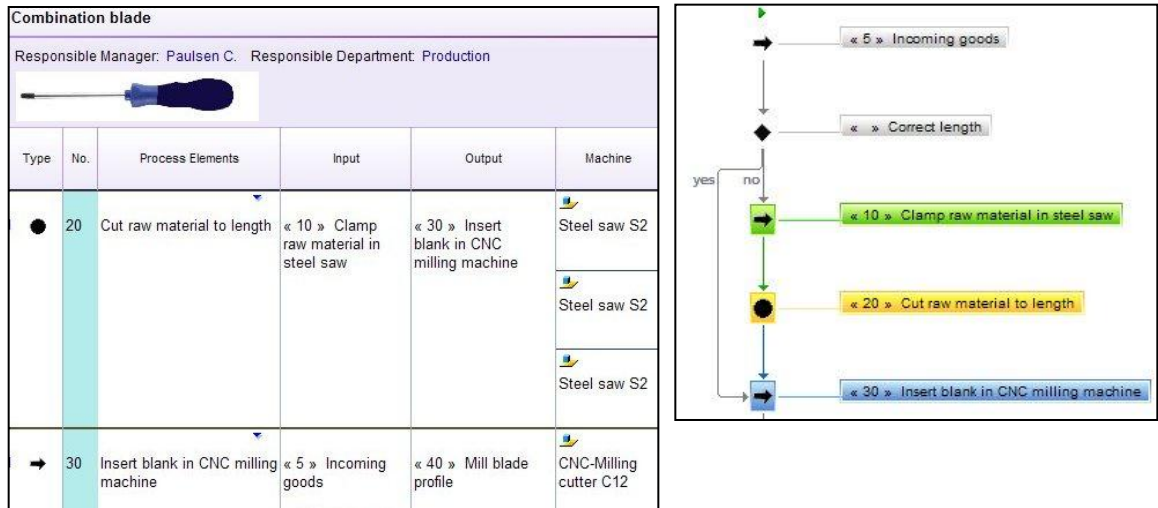 Combination blade
Responsible Manager: Paulsen C. Responsible Department: Production
Type No. Process Elements Input Output Machine
20 Cut raw material to length « 10 » Clamp raw material in steel saw « 30 » Insert blank in CNC milling machine Steel saw S2
Steel saw S2
Steel saw S2
30 Insert blank in CNC milling machine « 5 » Incoming goods « 40 » Mill blade profile CNC-Milling cutter C12
« 5 » Incoming goods
« » Correct length
yes no
« 10 » Clamp raw material in steel saw
« 20 » Cut raw material to length
« 30 » Insert blank in CNC milling machine